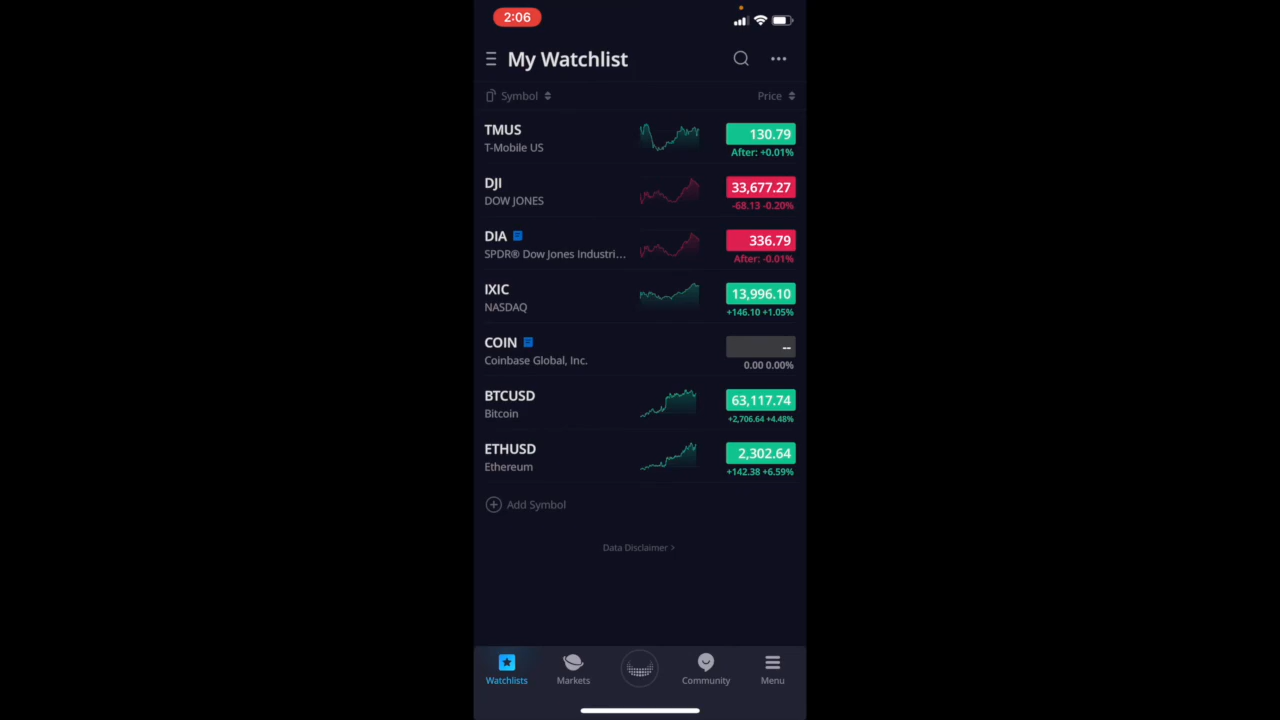 2:06
My Watchlist
Symbol Price
TMUS 130.79
T-Mobile US After: +0.01%
DJI 33,677.27
DOW JONES -68.13 -0.20%
DIA 336.79
SPDR® Dow Jones Industri... After: -0.01%
IXIC 13,996.10
NASDAQ +146.10 +1.05%
COIN --
Coinbase Global, Inc. 0.00 0.00%
BTCUSD 63,117.74
Bitcoin +2,706.64 +4.48%
ETHUSD 2,302.64
Ethereum +142.38 +6.59%
Add Symbol
Data Disclaimer >
Watchlists Markets Community Menu